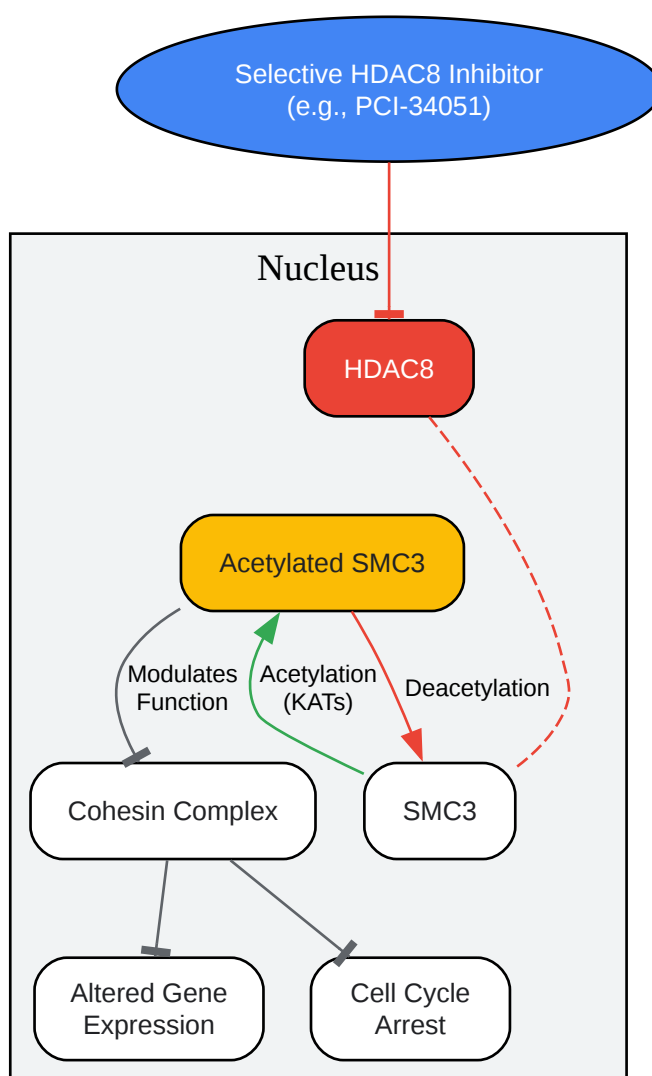 Selective HDAC8 Inhibitor
(e.g., PCI-34051)
Nucleus
HDAC8
Acetylated SMC3
Modulates
Function
Acetylation
(KATs)
Deacetylation
Cohesin Complex
SMC3
Altered Gene
Expression
Cell Cycle
Arrest